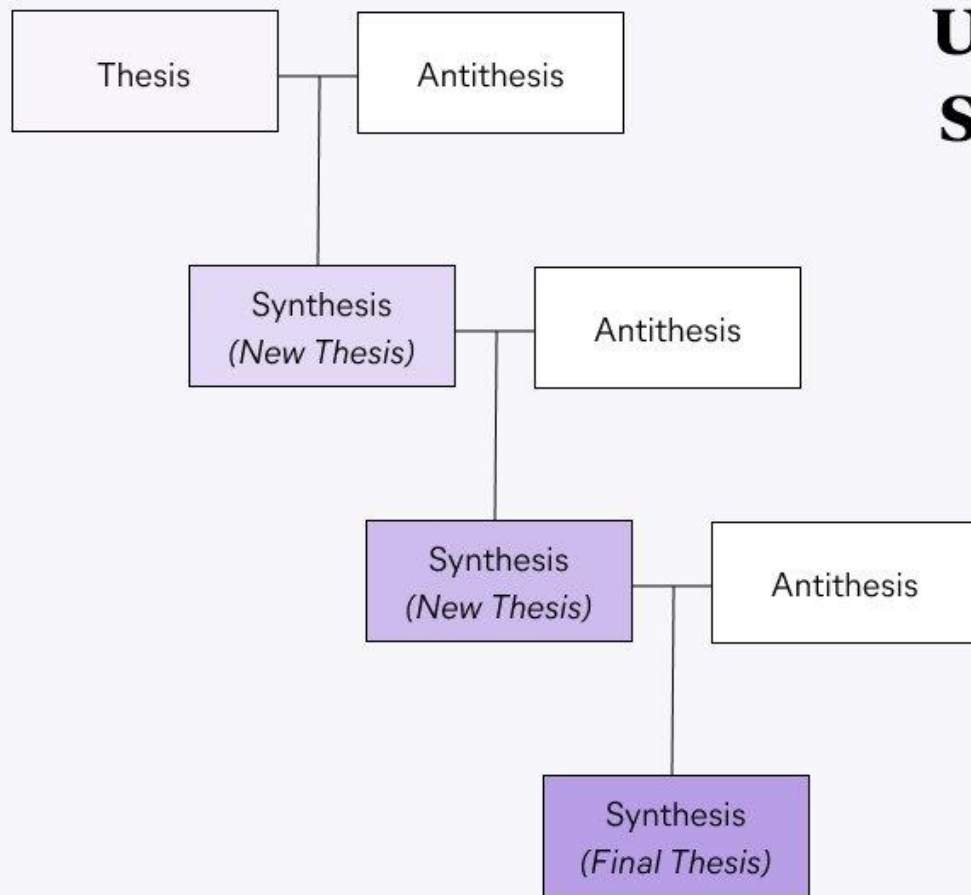 Thesis
Antithesis
Synthesis
(New Thesis)
Antithesis
Synthesis
(New Thesis)
Antithesis
Synthesis
(Final Thesis)